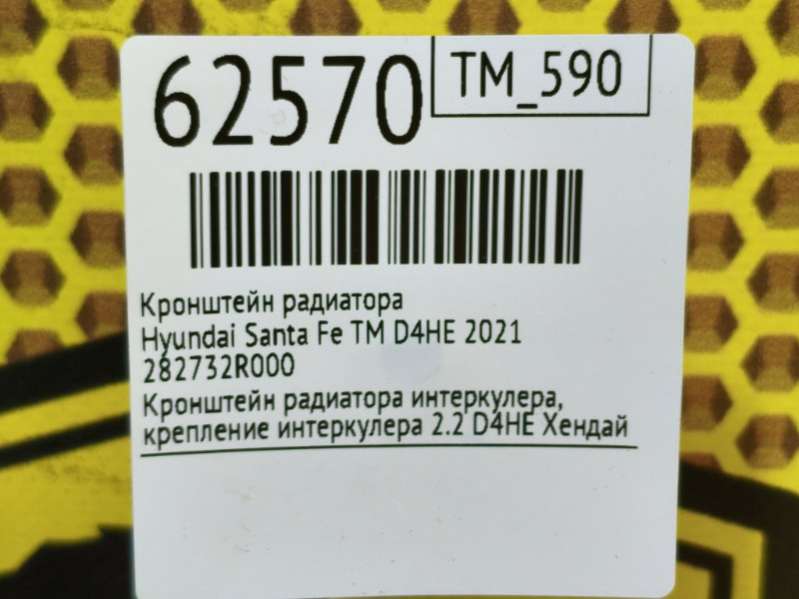 62570
TM_590
Кронштейн радиатора
Hyundai Santa Fe TM D4HE 2021
282732R000
Кронштейн радиатора интеркулера,
крепление интеркулера 2.2 D4HE Хендай